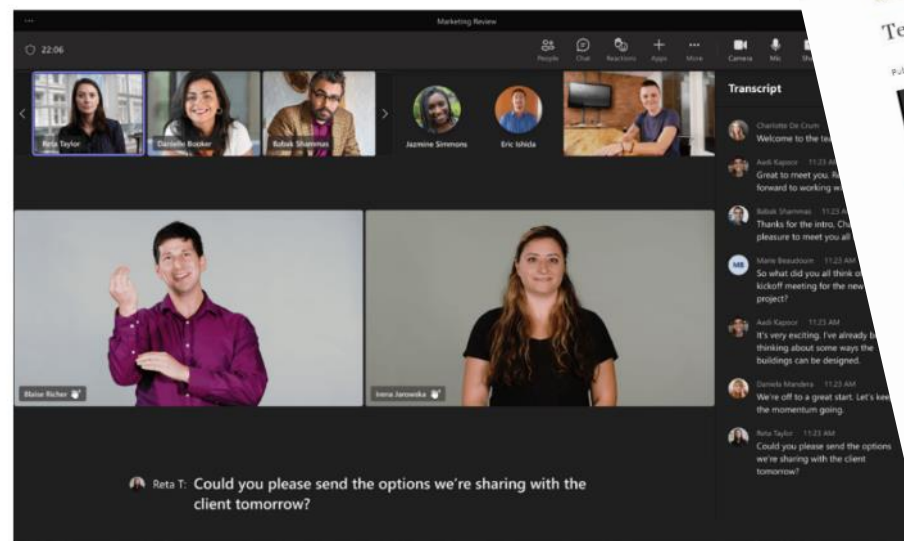 Marketing Review
22:06
People Chat Reactions Apps More Camera Mic
Reta Taylor
Danielle Booker
Babak Shammas
Jazmine Simmons
Eric Ishida
Blaise Richer
Irena Jarowska
Reta T: Could you please send the options we're sharing with the
client tomorrow?
Transcript
Charlotte De Crum
Welcome to the
Aadi Kapoor 11:23 AM
Great to meet you.
forward to working
Babak Shammas 11:23
Thanks for the intro,
pleasure to meet you all
MB
Marie Beaudouin 11:23 AM
So what did you all think
kickoff meeting for the new
project?
Aadi Kapoor 11:23 AM
It's very exciting. I've already
thinking about some ways the
buildings can be designed.
Daniela Mandera 11:23 AM
We're off to a great start. Let's
the momentum going.
Reta Taylor 11:23 AM
Could you please send the options
we're sharing with the client
tomorrow?